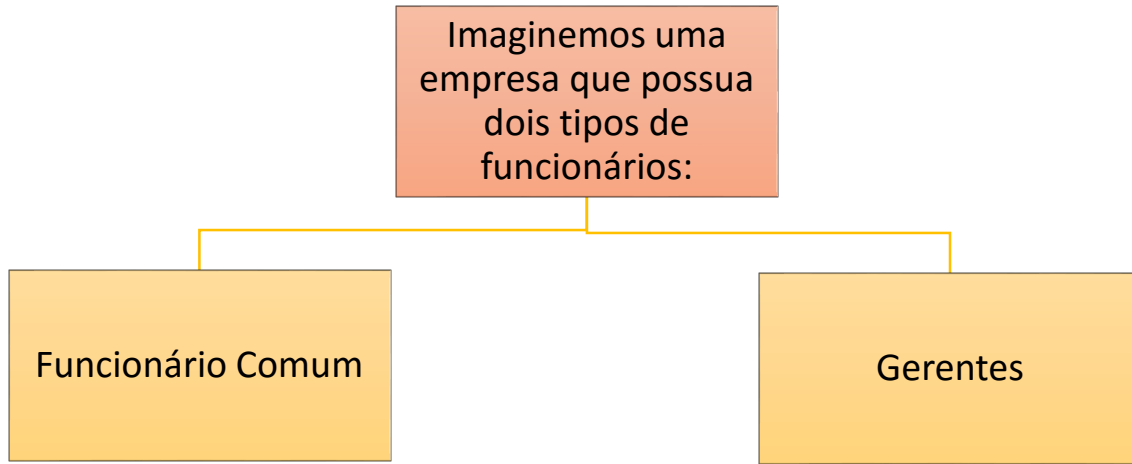 Imaginemos uma
empresa que possua
dois tipos de
funcionários:
Funcionário Comum
Gerentes